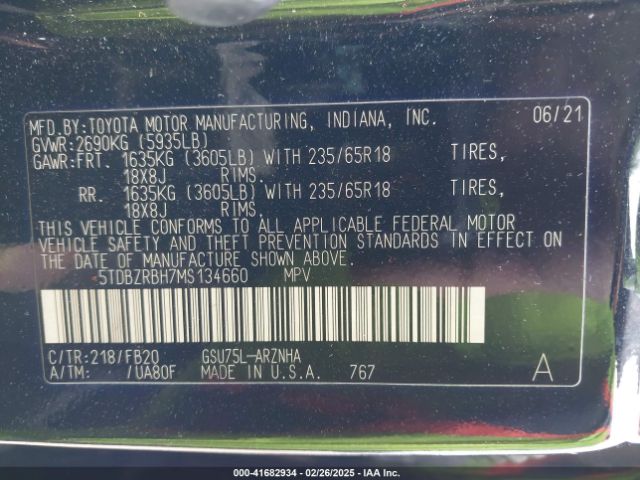 MFD.BY:TOYOTA MOTOR MANUFACTURING, INDIANA, INC. 06/21
GVWR:2690KG (5935LB)
GAWR:FRT. 1635KG (3605LB) WITH 235/65R18 TIRES,
18X8J RIMS.
RR. 1635KG (3605LB) WITH 235/65R18 TIRES,
18X8J RIMS.
THIS VEHICLE CONFORMS TO ALL APPLICABLE FEDERAL MOTOR
VEHICLE SAFETY AND THEFT PREVENTION STANDARDS IN EFFECT ON
THE DATE OF MANUFACTURE SHOWN ABOVE.
5TDBZRBH7MS134660 MPV
C/TR:218/FB20 GSU75L-ARZNHA
A/TM: /UA80F MADE IN U.S.A. 767 A
000-41682934 - 02/26/2025 - IAA Inc.